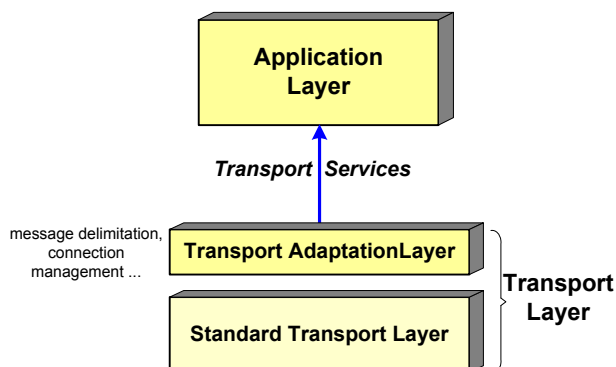 Application
Layer
Transport Services
message delimitation,
connection
management ...
Transport AdaptationLayer
Transport
Layer
Standard Transport Layer